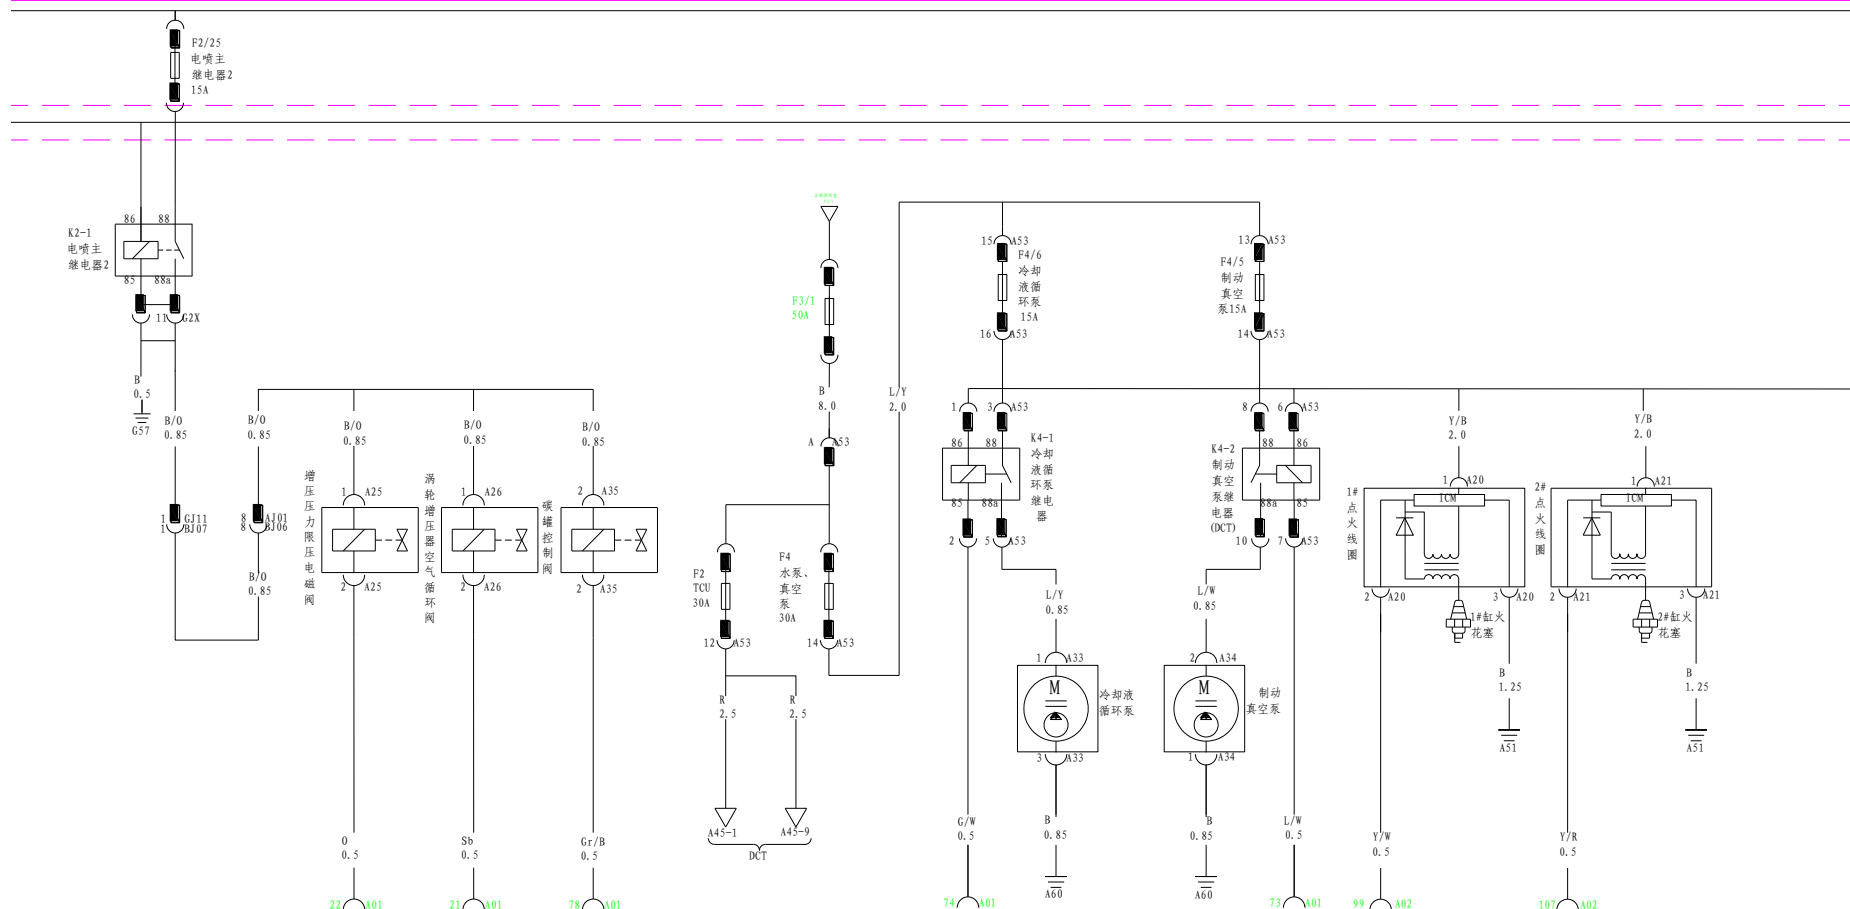 F2/25
电喷主
继电器2
15A
86
88
K2-1
电喷主
继电器2
85
88a
11
G2X
B
0.5
G57
B/O
0.85
B/O
0.85
B/O
0.85
B/O
0.85
B/O
0.85
1
GJ11
1
BJ07
8
AJ01
8
BJ06
B/O
0.85
增压压力限压电磁阀
1
A25
2
A25
涡轮增压器空气循环阀
1
A26
2
A26
碳罐控制阀
2
A35
2
A35
O
0.5
Sb
0.5
Gr/B
0.5
22
A01
21
A01
78
A01
F3/1
50A
B
8.0
A
A53
L/Y
2.0
F2
TCU
30A
F4
水泵、
真空
泵
30A
12
A53
14
A53
R
2.5
R
2.5
A45-1
A45-9
DCT
15
A53
F4/6
冷却
液循
环泵
15A
16
A53
13
A53
F4/5
制动
真空
泵15A
14
A53
1
3
A53
86
88
K4-1
冷却
液循
环泵
继电
器
85
88a
2
5
A53
8
6
A53
88
86
K4-2
制动
真空
泵继
电器
(DCT)
88a
85
10
7
A53
L/Y
0.85
L/W
0.85
1
A33
M
冷却液
循环泵
3
A33
2
A34
M
制动
真空泵
1
A34
G/W
0.5
B
0.85
B
0.85
L/W
0.5
A60
A60
74
A01
73
A01
Y/B
2.0
Y/B
2.0
1#
点火线圈
1
A20
ICM
2
A20
3
A20
1#缸火
花塞
2#
点火线圈
1
A21
ICM
2
A21
3
A21
2#缸火
花塞
B
1.25
B
1.25
A51
A51
Y/W
0.5
Y/R
0.5
99
A02
107
A02